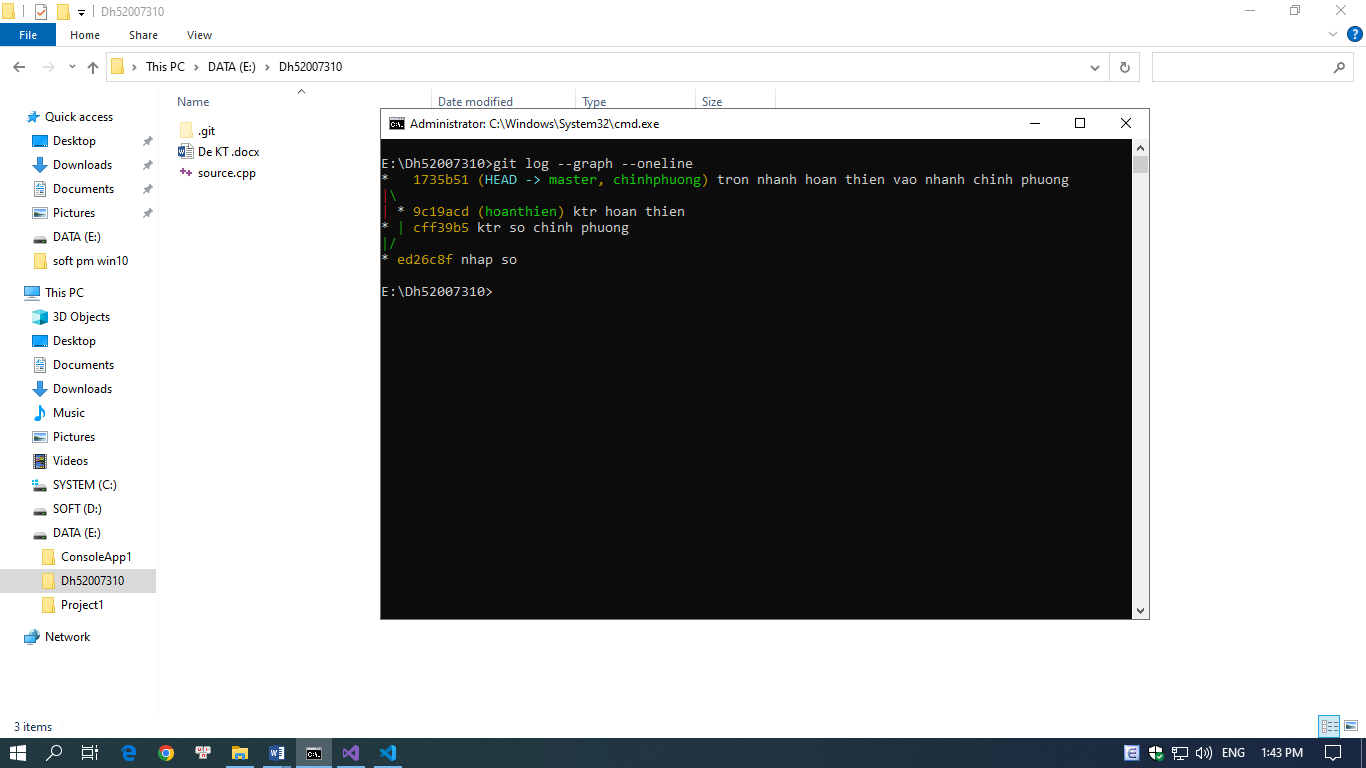 Dh52007310
File Home Share View
This PC DATA (E:) Dh52007310
Name Date modified Type Size
Quick access
Desktop
Downloads
Documents
Pictures
DATA (E:)
soft pm win10
This PC
3D Objects
Desktop
Documents
Downloads
Music
Pictures
Videos
SYSTEM (C:)
SOFT (D:)
DATA (E:)
ConsoleApp1
Dh52007310
Project1
Network
.git
De KT .docx
source.cpp
Administrator: C:\Windows\System32\cmd.exe
E:\Dh52007310>git log --graph --oneline
*   1735b51 (HEAD -> master, chinhphuong) tron nhanh hoan thien vao nhanh chinh phuong
|\
| * 9c19acd (hoanthien) ktr hoan thien
* | cff39b5 ktr so chinh phuong
|/
* ed26c8f nhap so
E:\Dh52007310>
3 items
ENG 1:43 PM